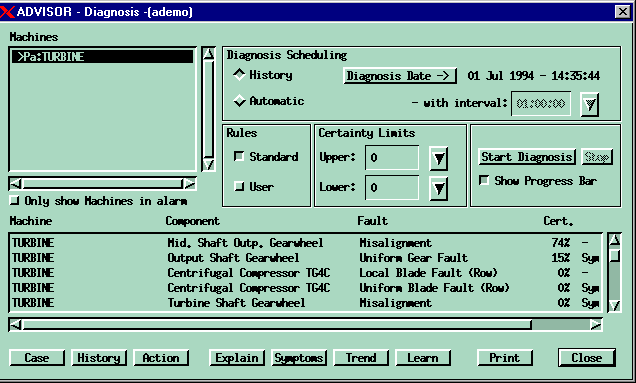 ADVISOR - Diagnosis -(ademo)
Machines
>Pa:TURBINE
Only show Machines in alarm
Diagnosis Scheduling
History Diagnosis Date -> 01 Jul 1994 - 14:35:44
Automatic - with interval: 01:00:00
Rules
Standard
User
Certainty Limits
Upper: 0
Lower: 0
Start Diagnosis Stop
Show Progress Bar
Machine Component Fault Cert.
TURBINE Mid. Shaft Outp. Gearwheel Misalignment 74% -
TURBINE Output Shaft Gearwheel Uniform Gear Fault 15% Sym
TURBINE Centrifugal Compressor TG4C Local Blade Fault (Row) 0% -
TURBINE Centrifugal Compressor TG4C Uniform Blade Fault (Row) 0% Sym
TURBINE Turbine Shaft Gearwheel Misalignment 0% Sym
Case History Action Explain Symptoms Trend Learn Print Close